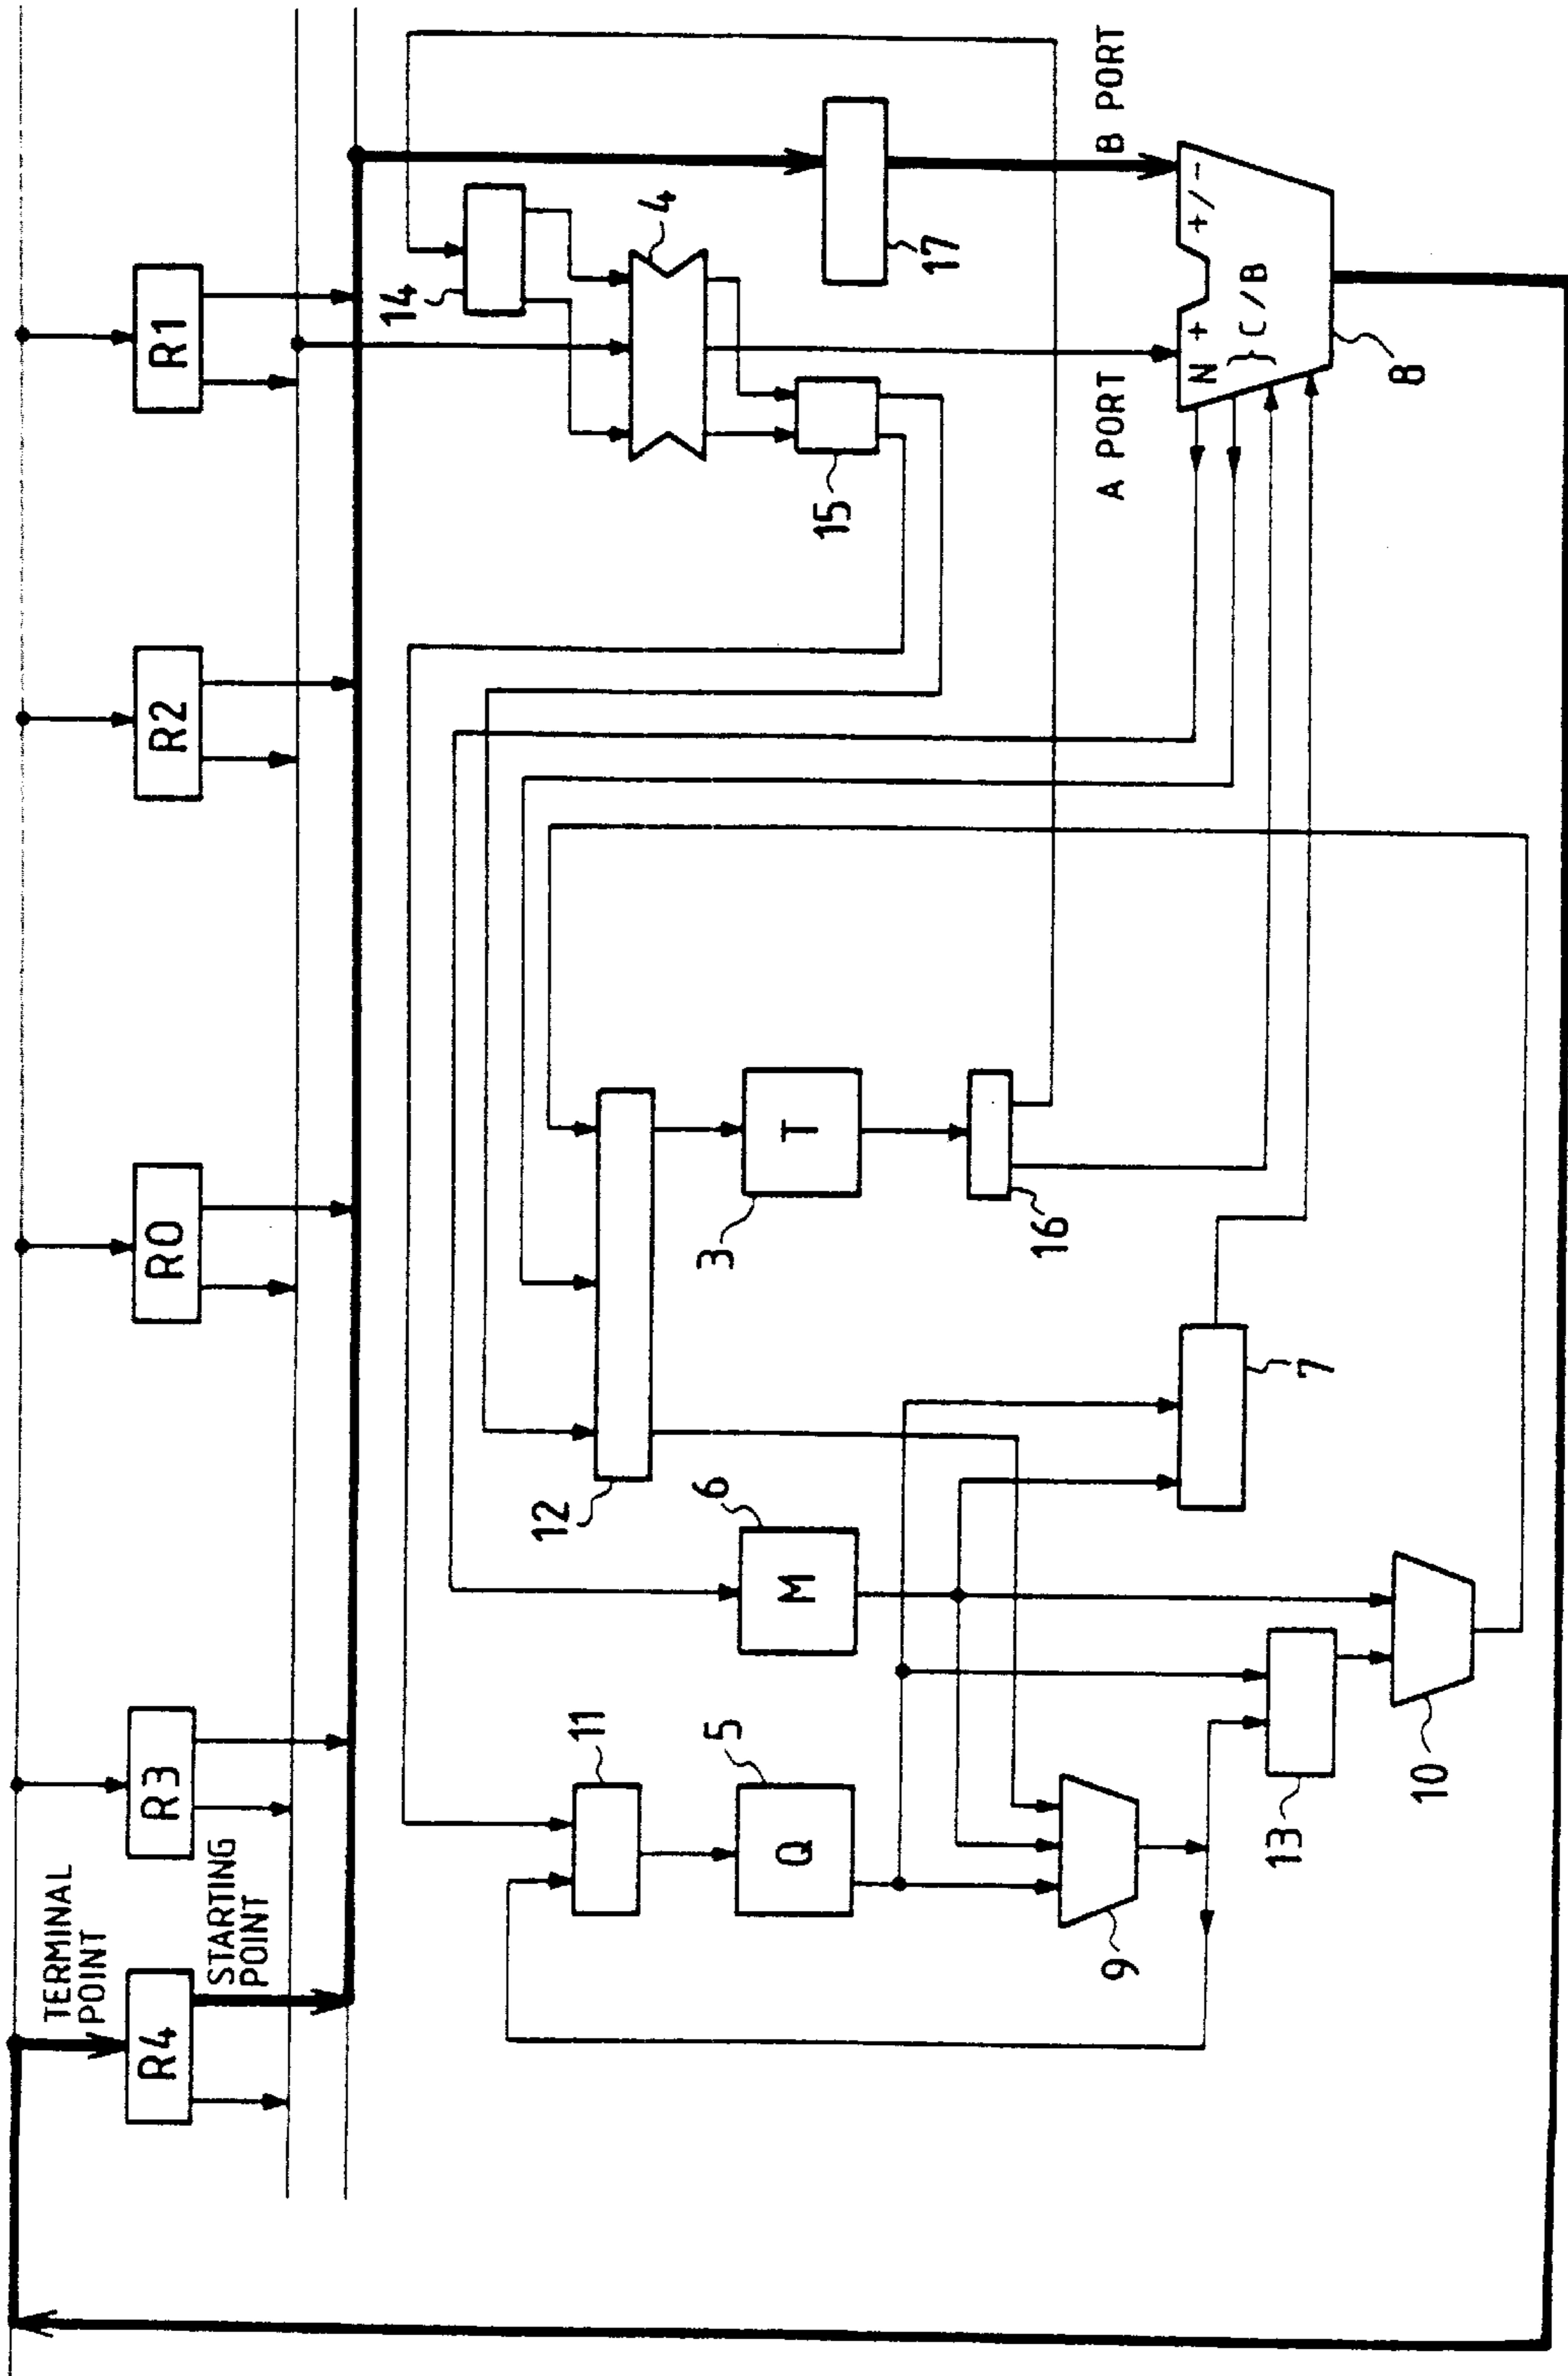 TERMINAL
POINT
R4
R3
R0
R2
R1
STARTING
POINT
14
4
11
12
15
17
5
Q
6
M
3
T
16
9
13
7
10
A PORT
B PORT
N + +/-
} C/B
8